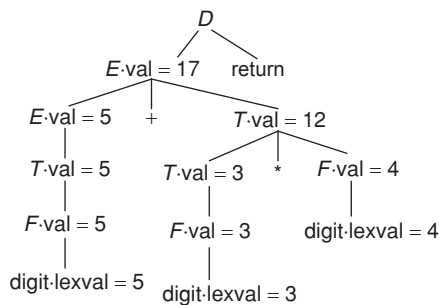 D
E·val = 17 return
E·val = 5 + T·val = 12
T·val = 5 T·val = 3 * F·val = 4
F·val = 5 F·val = 3 digit·lexval = 4
digit·lexval = 5 digit·lexval = 3